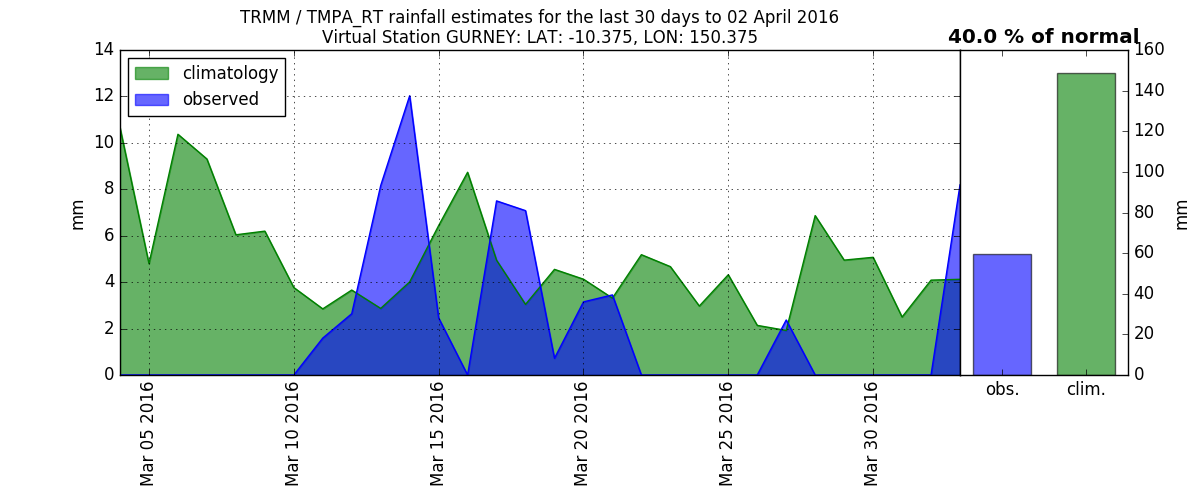 TRMM / TMPA_RT rainfall estimates for the last 30 days to 02 April 2016
Virtual Station GURNEY: LAT: -10.375, LON: 150.375
40.0 % of normal
climatology
observed
14
12
10
8
6
4
2
0
mm
Mar 05 2016
Mar 10 2016
Mar 15 2016
Mar 20 2016
Mar 25 2016
Mar 30 2016
obs.
clim.
160
140
120
100
80
60
40
20
0
mm